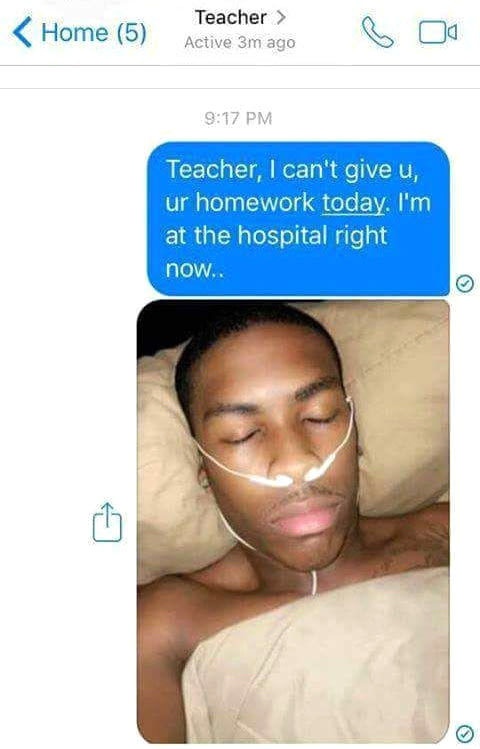 Teacher >
Home (5)
Active 3m ago
9:17 PM
Teacher, I can't give u,
ur homework today. I'm
at the hospital right
now..